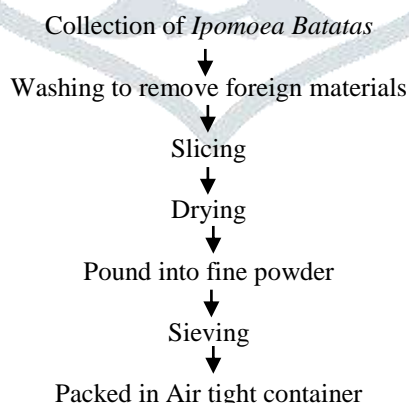 Collection of Ipomoea Batatas
Washing to remove foreign materials
Slicing
Drying
Pound into fine powder
Sieving
Packed in Air tight container